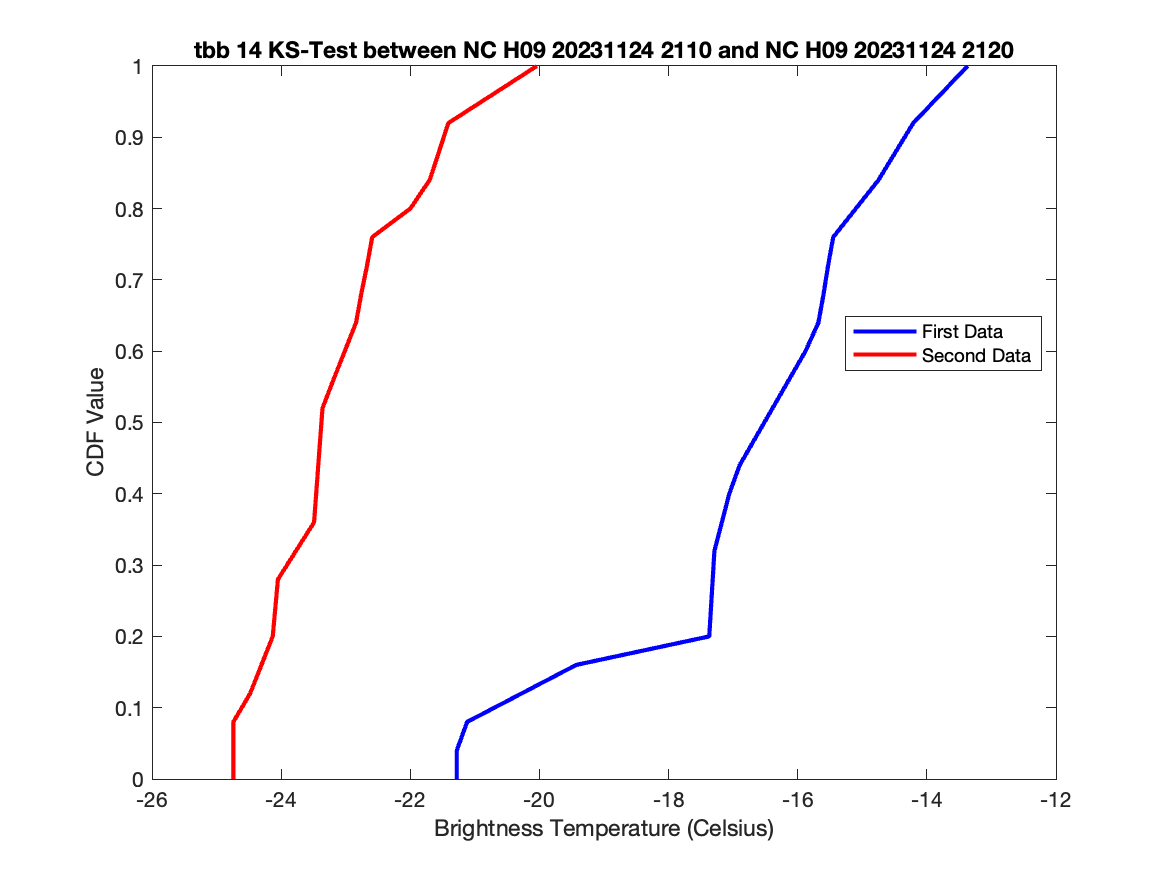 tbb 14 KS-Test between NC H09 20231124 2110 and NC H09 20231124 2120
1
0.9
0.8
0.7
0.6
0.5
0.4
0.3
0.2
0.1
0
CDF Value
First Data
Second Data
-26 -24 -22 -20 -18 -16 -14 -12
Brightness Temperature (Celsius)